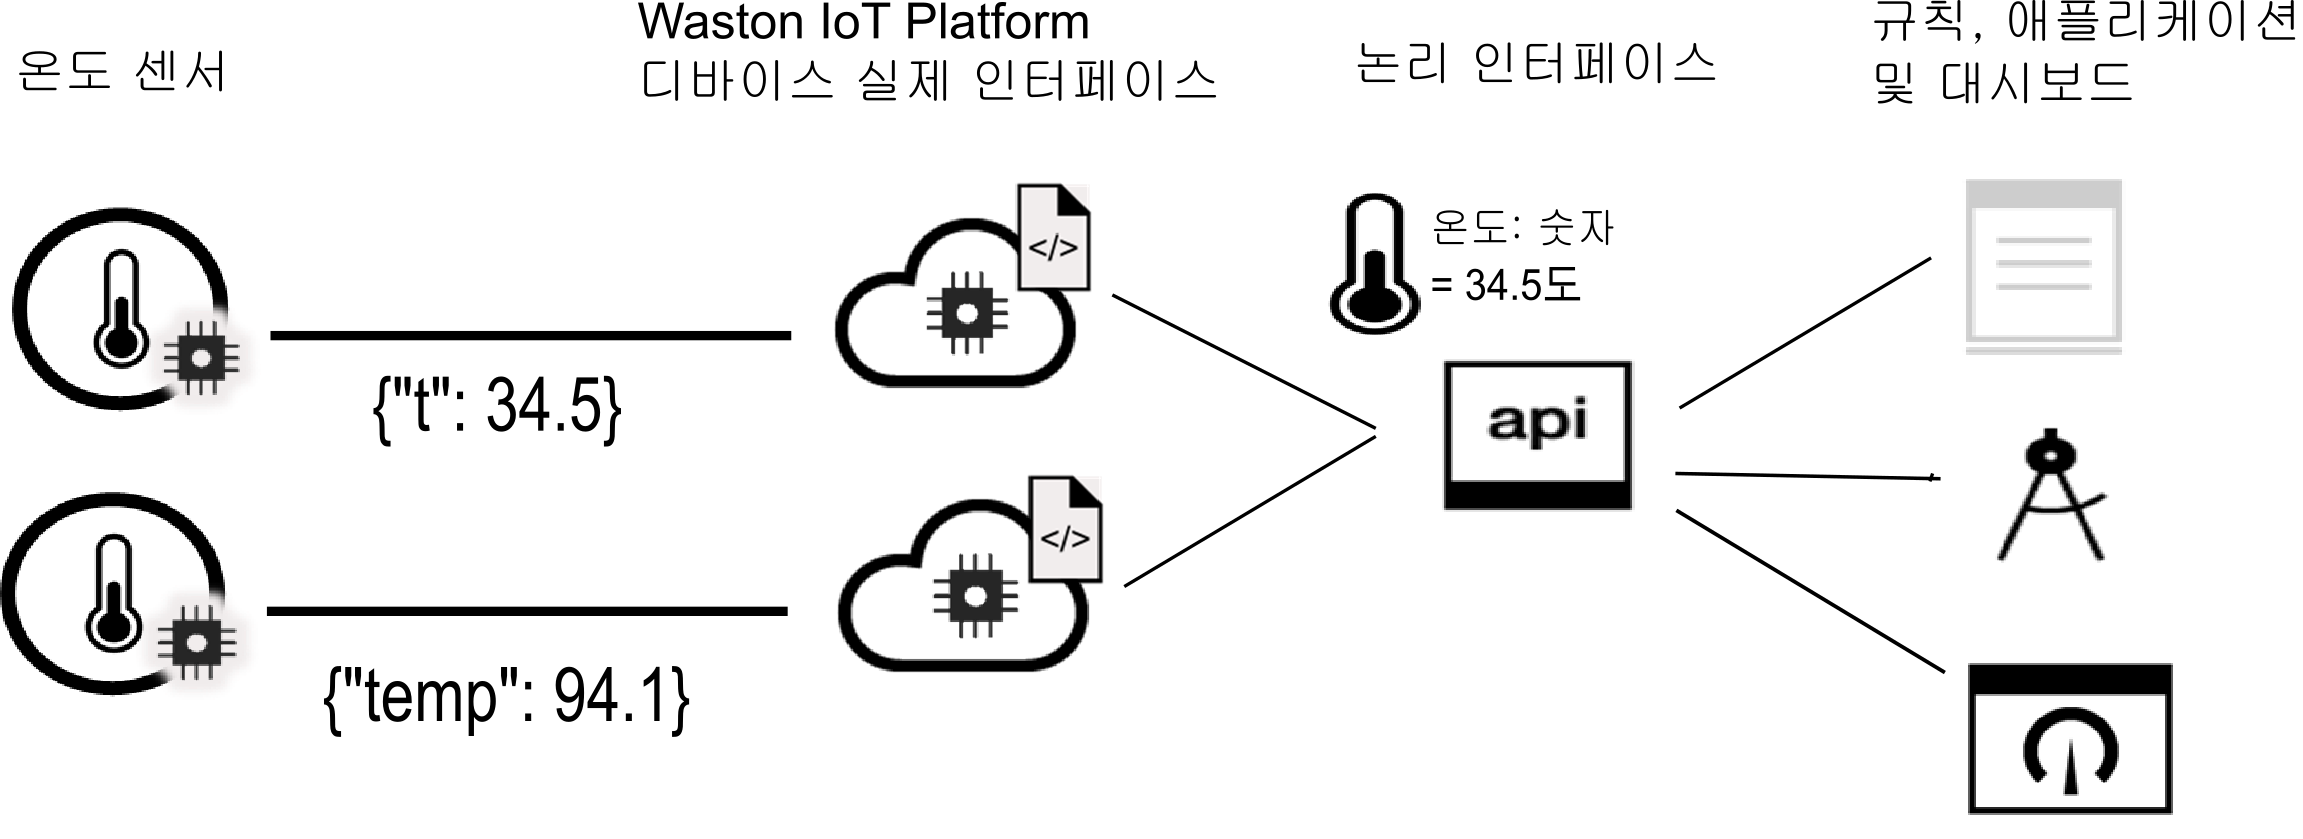 온도 센서
Waston IoT Platform
디바이스 실제 인터페이스
논리 인터페이스
규칙, 애플리케이션
및 대시보드
</>
온도: 숫자
= 34.5도
{"t": 34.5}
api
</>
{"temp": 94.1}